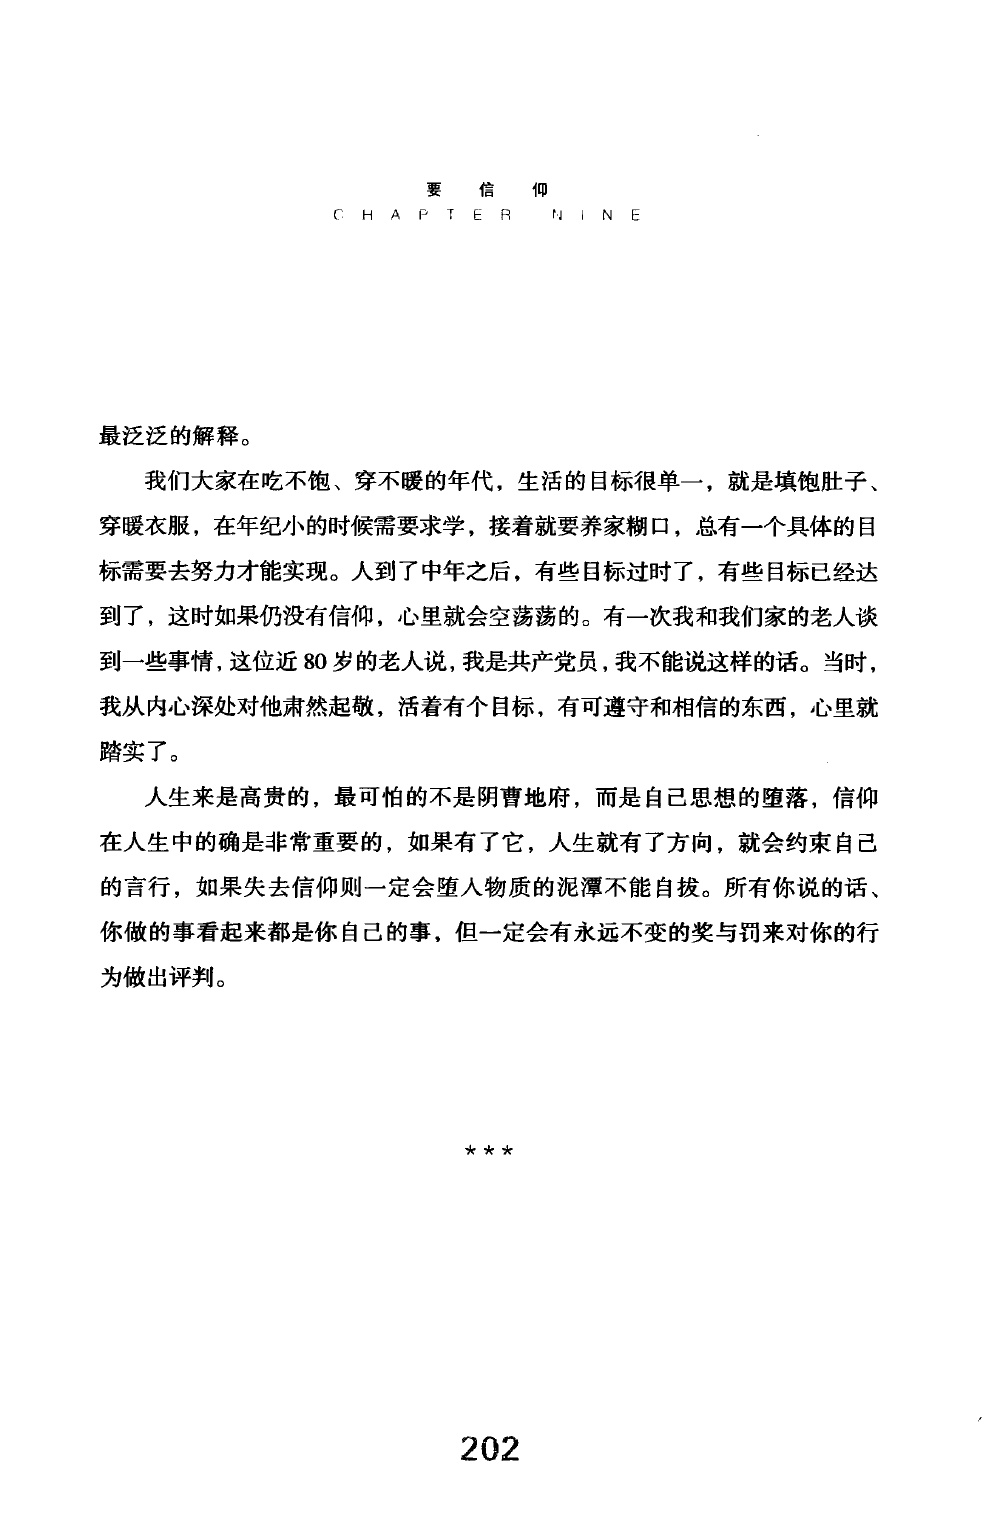 要 信 仰
CHAPTER NINE
最泛泛的解释。
我们大家在吃不饱、穿不暖的年代，生活的目标很单一，就是填饱肚子、
穿暖衣服，在年纪小的时候需要求学，接着就要养家糊口，总有一个具体的目
标需要去努力才能实现。人到了中年之后，有些目标过时了，有些目标已经达
到了，这时如果仍没有信仰，心里就会空荡荡的。有一次我和我们家的老人谈
到一些事情，这位近 80 岁的老人说，我是共产党员，我不能说这样的话。当时，
我从内心深处对他肃然起敬，活着有个目标，有可遵守和相信的东西，心里就
踏实了。
人生来是高贵的，最可怕的不是阴曹地府，而是自己思想的堕落，信仰
在人生中的确是非常重要的，如果有了它，人生就有了方向，就会约束自己
的言行，如果失去信仰则一定会堕入物质的泥潭不能自拔。所有你说的话、
你做的事看起来都是你自己的事，但一定会有永远不变的奖与罚来对你的行
为做出评判。
***
202